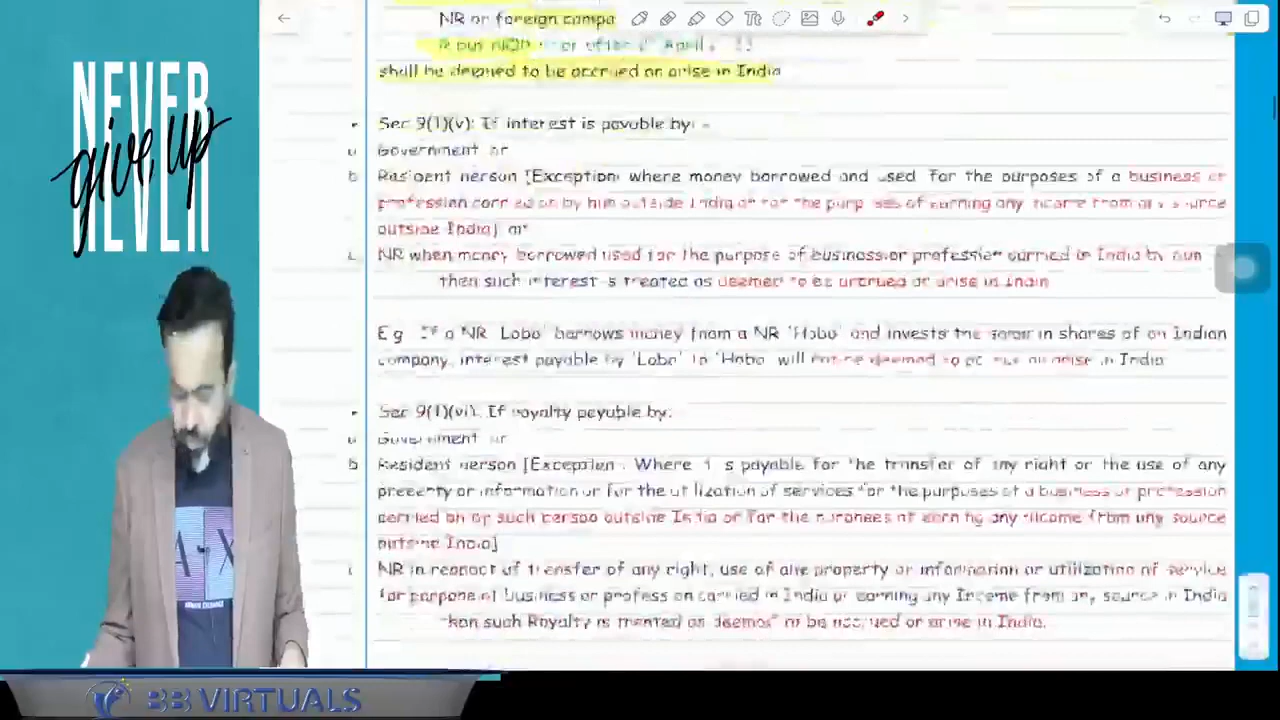 NEVER
give up
NEVER
NR or foreign compa
shall be deemed to be accrued or arise in India
Sec 9(1)(v): If interest is payable by: -
a Government or
b Resident person [Exception where money borrowed and used for the purposes of a business or
profession carried on by him outside India or for the purposes of earning any income from any source
outside India] or
c NR when money borrowed used for the purpose of business or profession carried in India by him
then such interest is treated as deemed to be accrued or arise in India
E.g. If a NR 'Lobo' borrows money from a NR 'Hobo' and invests the same in shares of an Indian
company, interest payable by 'Lobo' to 'Hobo' will not be deemed to accrue or arise in India
Sec 9(1)(vi): If royalty payable by:
a Government or
b Resident person [Exception : Where it is payable for the transfer of any right or the use of any
property or information or for the utilization of services for the purposes of a business or profession
carried on by such person outside India or for the purposes of earning any income from any source
outside India]
NR in respect of transfer of any right, use of any property or information or utilization of service
for purpose of business or profession carried in India or earning any Income from any source in India
then such Royalty is treated as deemed to be accrued or arise in India.
AX
BB VIRTUALS